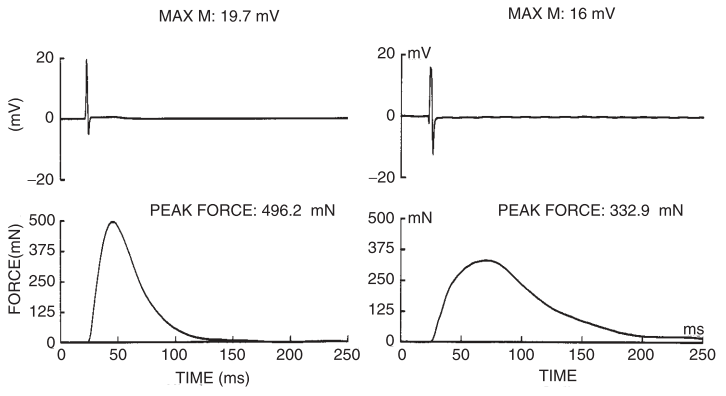 MAX M: 19.7 mV
20
0
−20
(mV)
PEAK FORCE: 496.2 mN
500
375
250
125
0
FORCE(mN)
0 50 100 150 200 250
TIME (ms)
MAX M: 16 mV
20
mV
0
−20
PEAK FORCE: 332.9 mN
500
mN
375
250
125
0
ms
0 50 100 150 200 250
TIME